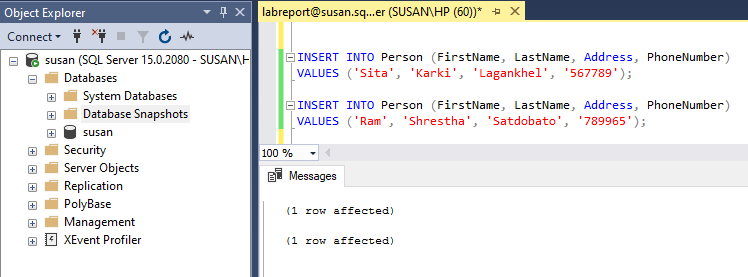 Object Explorer
Connect
susan (SQL Server 15.0.2080 - SUSAN\H
Databases
System Databases
Database Snapshots
susan
Security
Server Objects
Replication
PolyBase
Management
XEvent Profiler
labreport@susan.sq...er (SUSAN\HP (60))*
INSERT INTO Person (FirstName, LastName, Address, PhoneNumber)
VALUES ('Sita', 'Karki', 'Lagankhel', '567789');
INSERT INTO Person (FirstName, LastName, Address, PhoneNumber)
VALUES ('Ram', 'Shrestha', 'Satdobato', '789965');
100 %
Messages
(1 row affected)
(1 row affected)